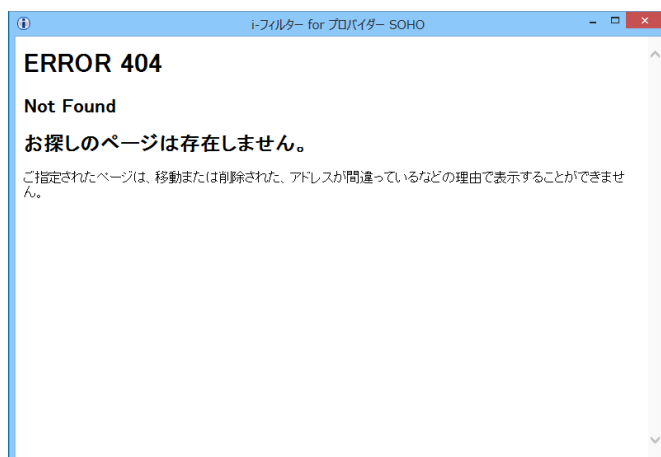 i-フィルター for プロバイダー SOHO
ERROR 404
Not Found
お探しのページは存在しません。
ご指定されたページは、移動または削除された、アドレスが間違っているなどの理由で表示することができませ
ん。